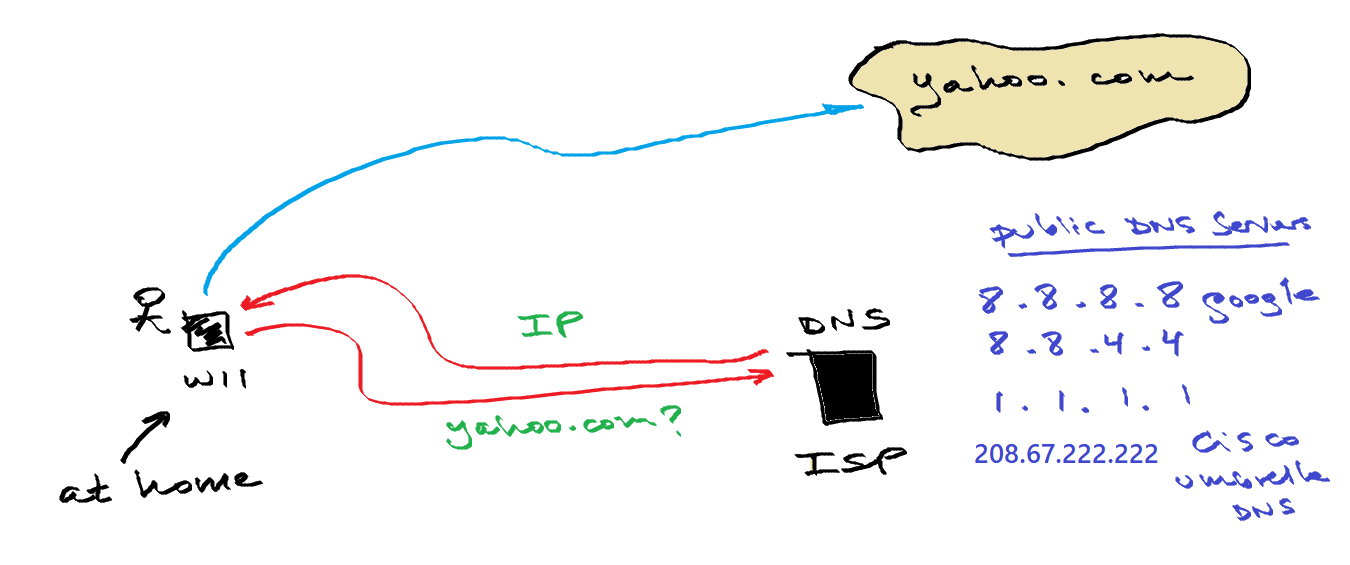 yahoo.com
public DNS Servers
8.8.8.8 google
8.8.4.4
1.1.1.1
208.67.222.222 Cisco
umbrella
DNS
IP
DNS
yahoo.com?
ISP
W11
at home